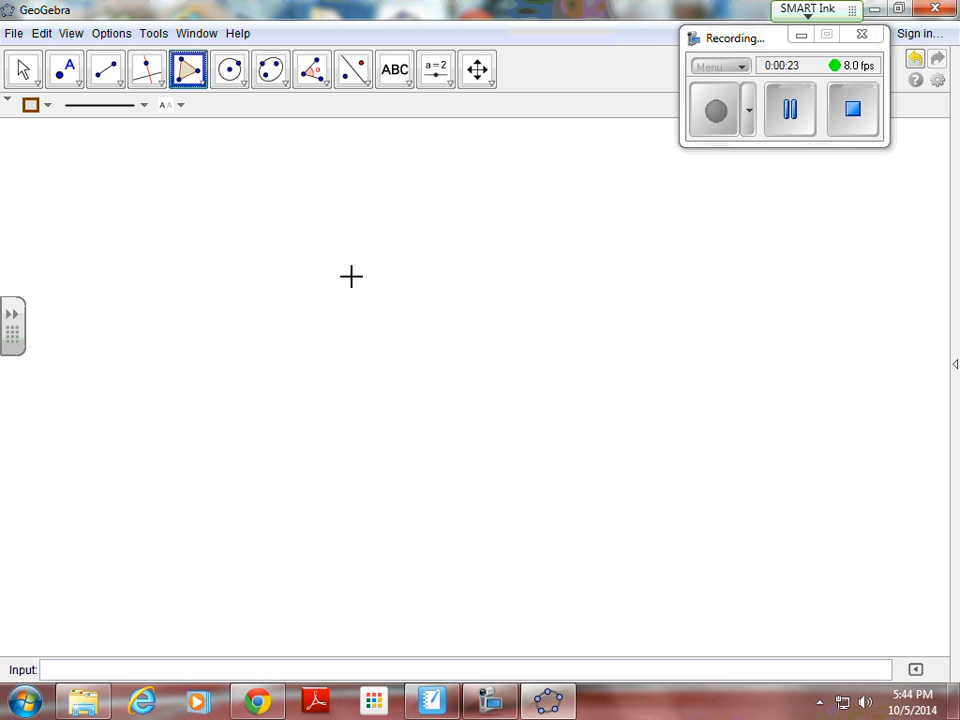 GeoGebra
SMART Ink
File Edit View Options Tools Window Help
Sign in...
Recording...
Menu
0:00:23
8.0 fps
A
ABC
a=2
A A
Input:
5:44 PM
10/5/2014